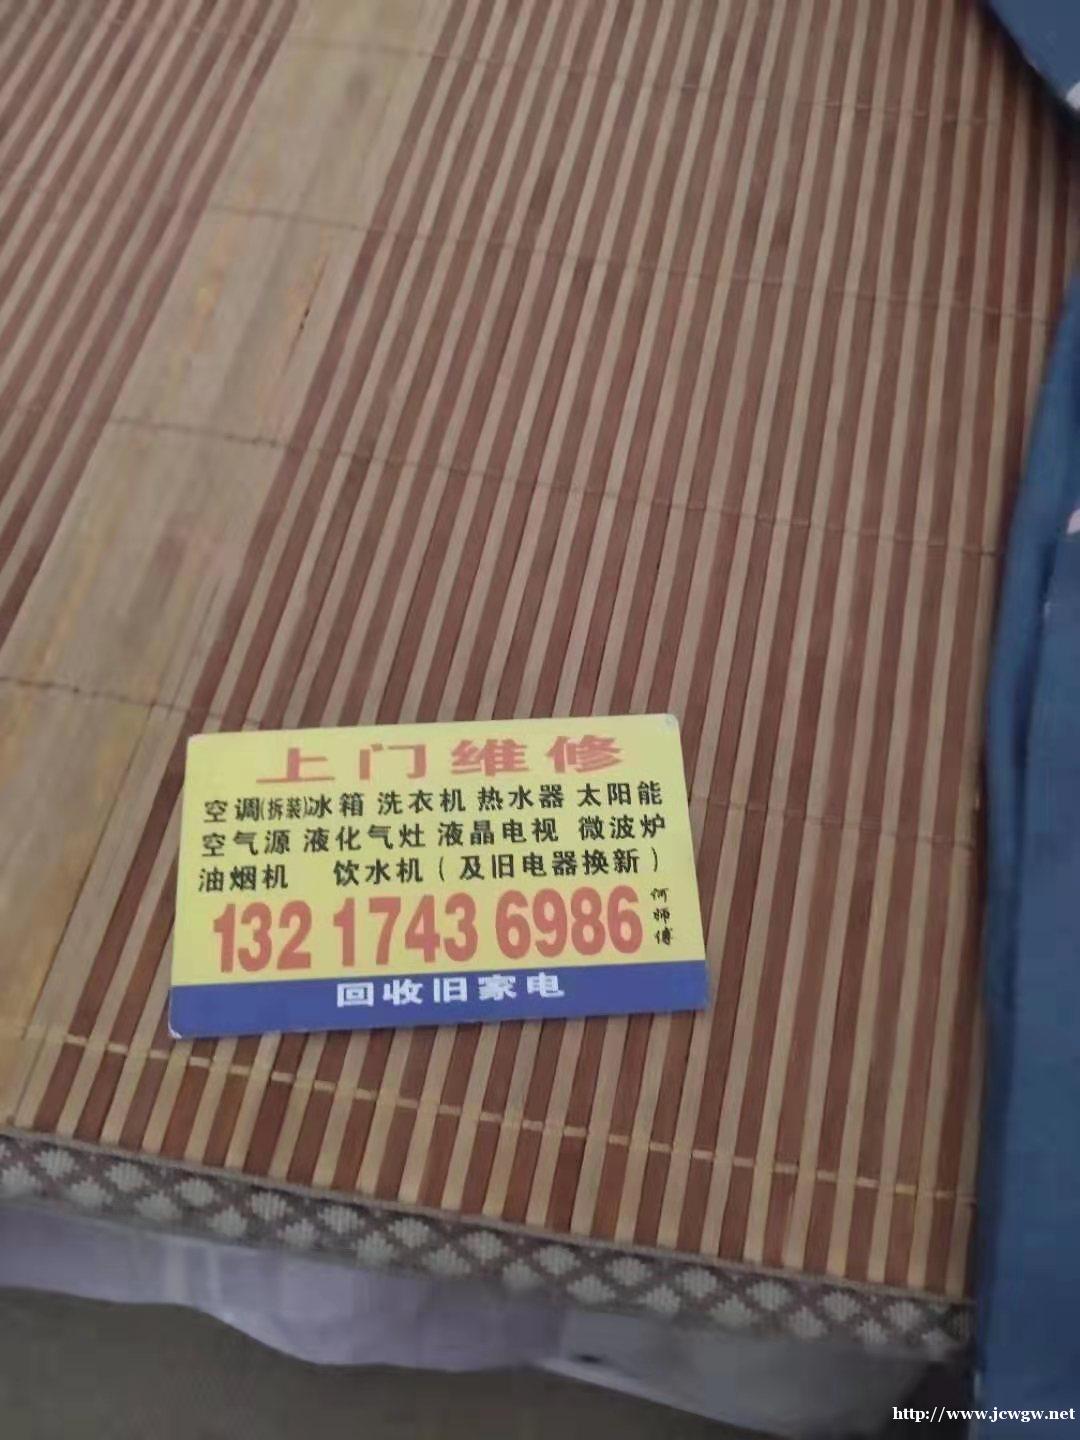 上门维修
空调(拆装)冰箱 洗衣机 热水器 太阳能
空气源 液化气灶 液晶电视 微波炉
油烟机 饮水机(及旧电器换新)
132 1743 6986 何师傅
回收旧家电
http://www.jcwgw.net